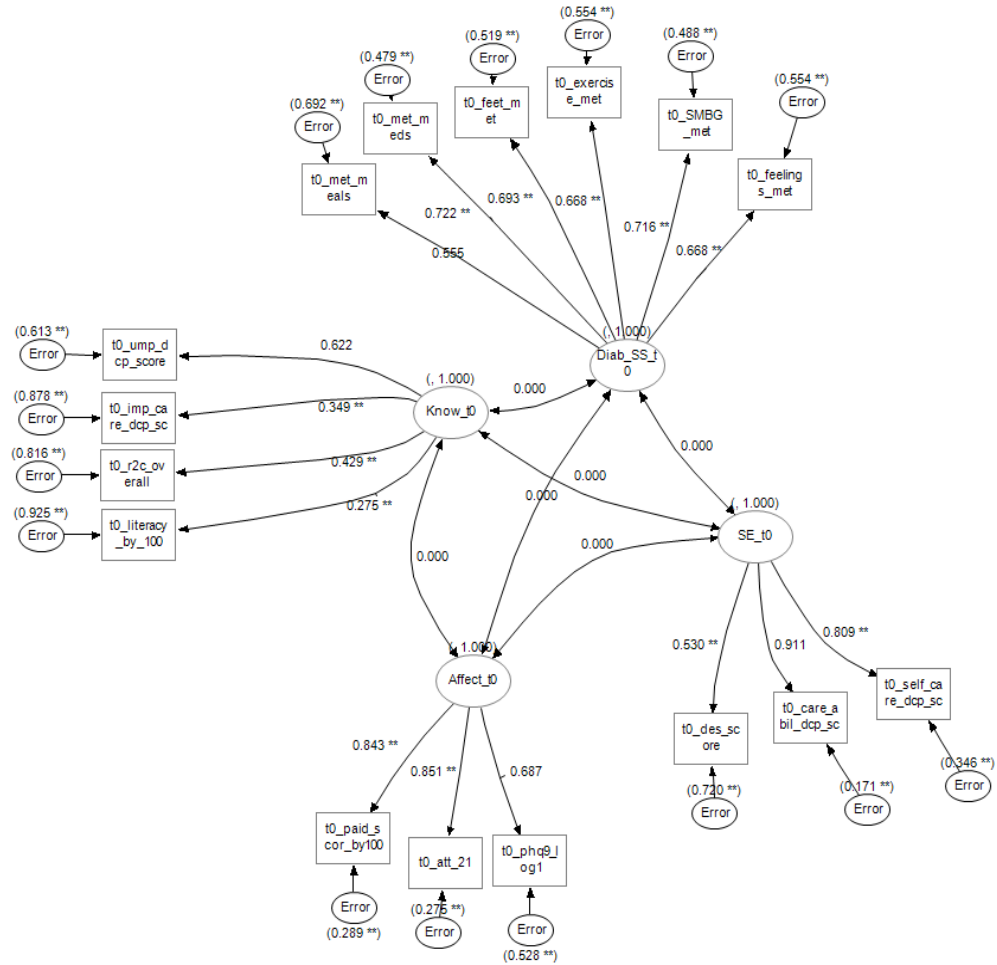 (0.554 **)
Error
(0.519 **)
Error
(0.488 **)
Error
(0.479 **)
Error
(0.554 **)
Error
(0.692 **)
Error
t0_exercis
e_met
t0_feet_m
et
t0_SMBG
_met
t0_met_m
eds
t0_feeling
s_met
t0_met_m
eals
0.722 **
0.693 **
0.668 **
0.716 **
0.668 **
0.555
(, 1.000)
Diab_SS_t
0
(0.613 **)
Error
t0_ump_d
cp_score
0.622
(, 1.000)
Know_t0
0.000
(0.878 **)
Error
t0_imp_ca
re_dcp_sc
0.349 **
(0.816 **)
Error
t0_r2c_ov
erall
0.429 **
(0.925 **)
Error
t0_literacy
_by_100
0.275 **
0.000
0.000
0.000
(, 1.000)
SE_t0
0.000
0.000
(, 1.000)
Affect_t0
0.530 **
0.911
0.809 **
t0_self_ca
re_dcp_sc
t0_care_a
bil_dcp_sc
t0_des_sc
ore
(0.346 **)
Error
(0.171 **)
Error
(0.720 **)
Error
0.843 **
0.851 **
0.687
t0_paid_s
cor_by100
t0_att_21
t0_phq9_l
og1
Error
(0.289 **)
(0.275 **)
Error
Error
(0.528 **)